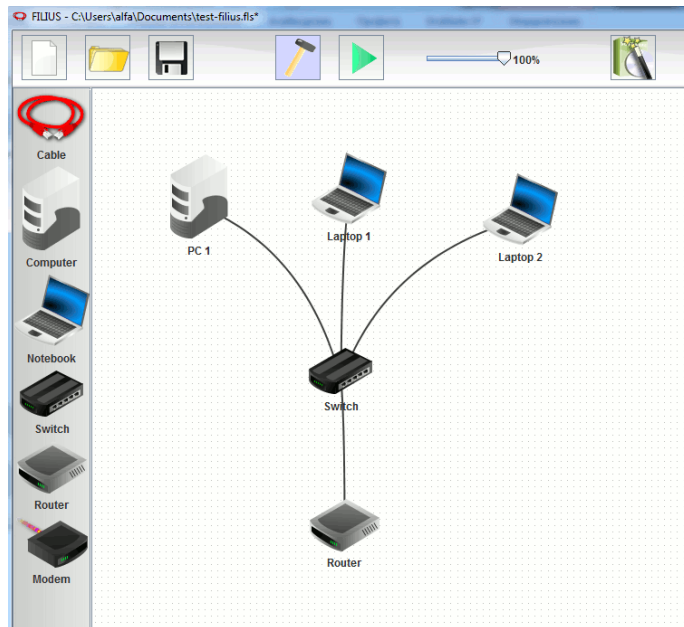 FILIUS - C:\Users\alfa\Documents\test-filius.fls*
100%
Cable
Computer
Notebook
Switch
Router
Modem
PC 1
Laptop 1
Laptop 2
Switch
Router